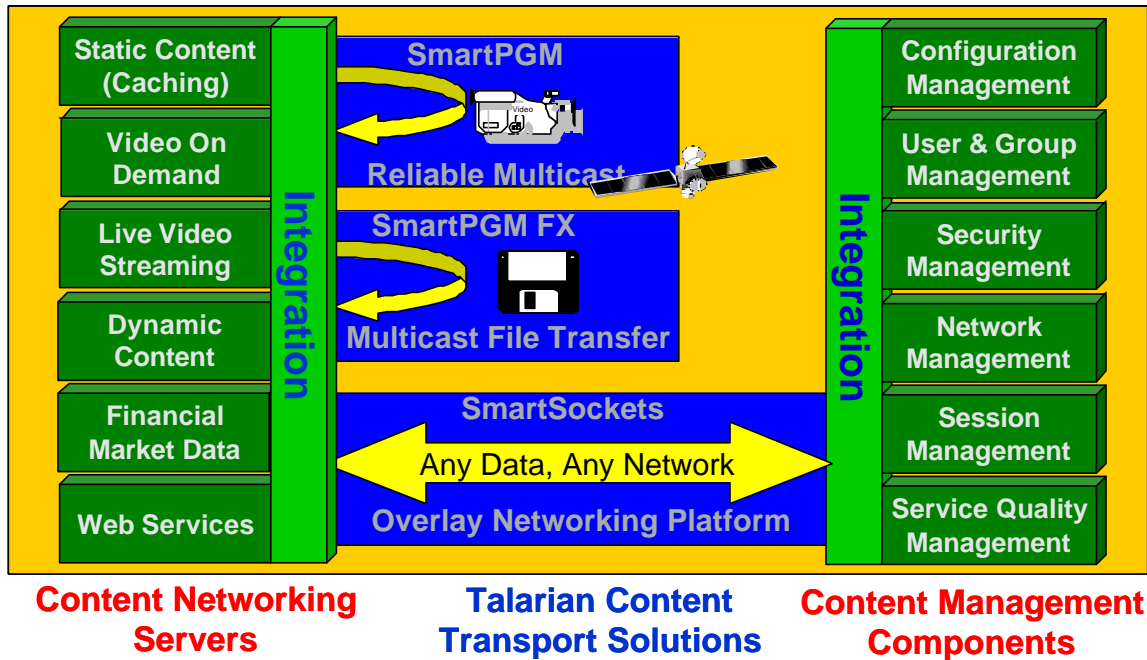 Static Content
(Caching)
Video On
Demand
Live Video
Streaming
Dynamic
Content
Financial
Market Data
Web Services
Integration
SmartPGM
Video
Reliable Multicast
SmartPGM FX
Multicast File Transfer
SmartSockets
Any Data, Any Network
Overlay Networking Platform
Integration
Configuration
Management
User & Group
Management
Security
Management
Network
Management
Session
Management
Service Quality
Management
Content Networking
Servers
Talarian Content
Transport Solutions
Content Management
Components